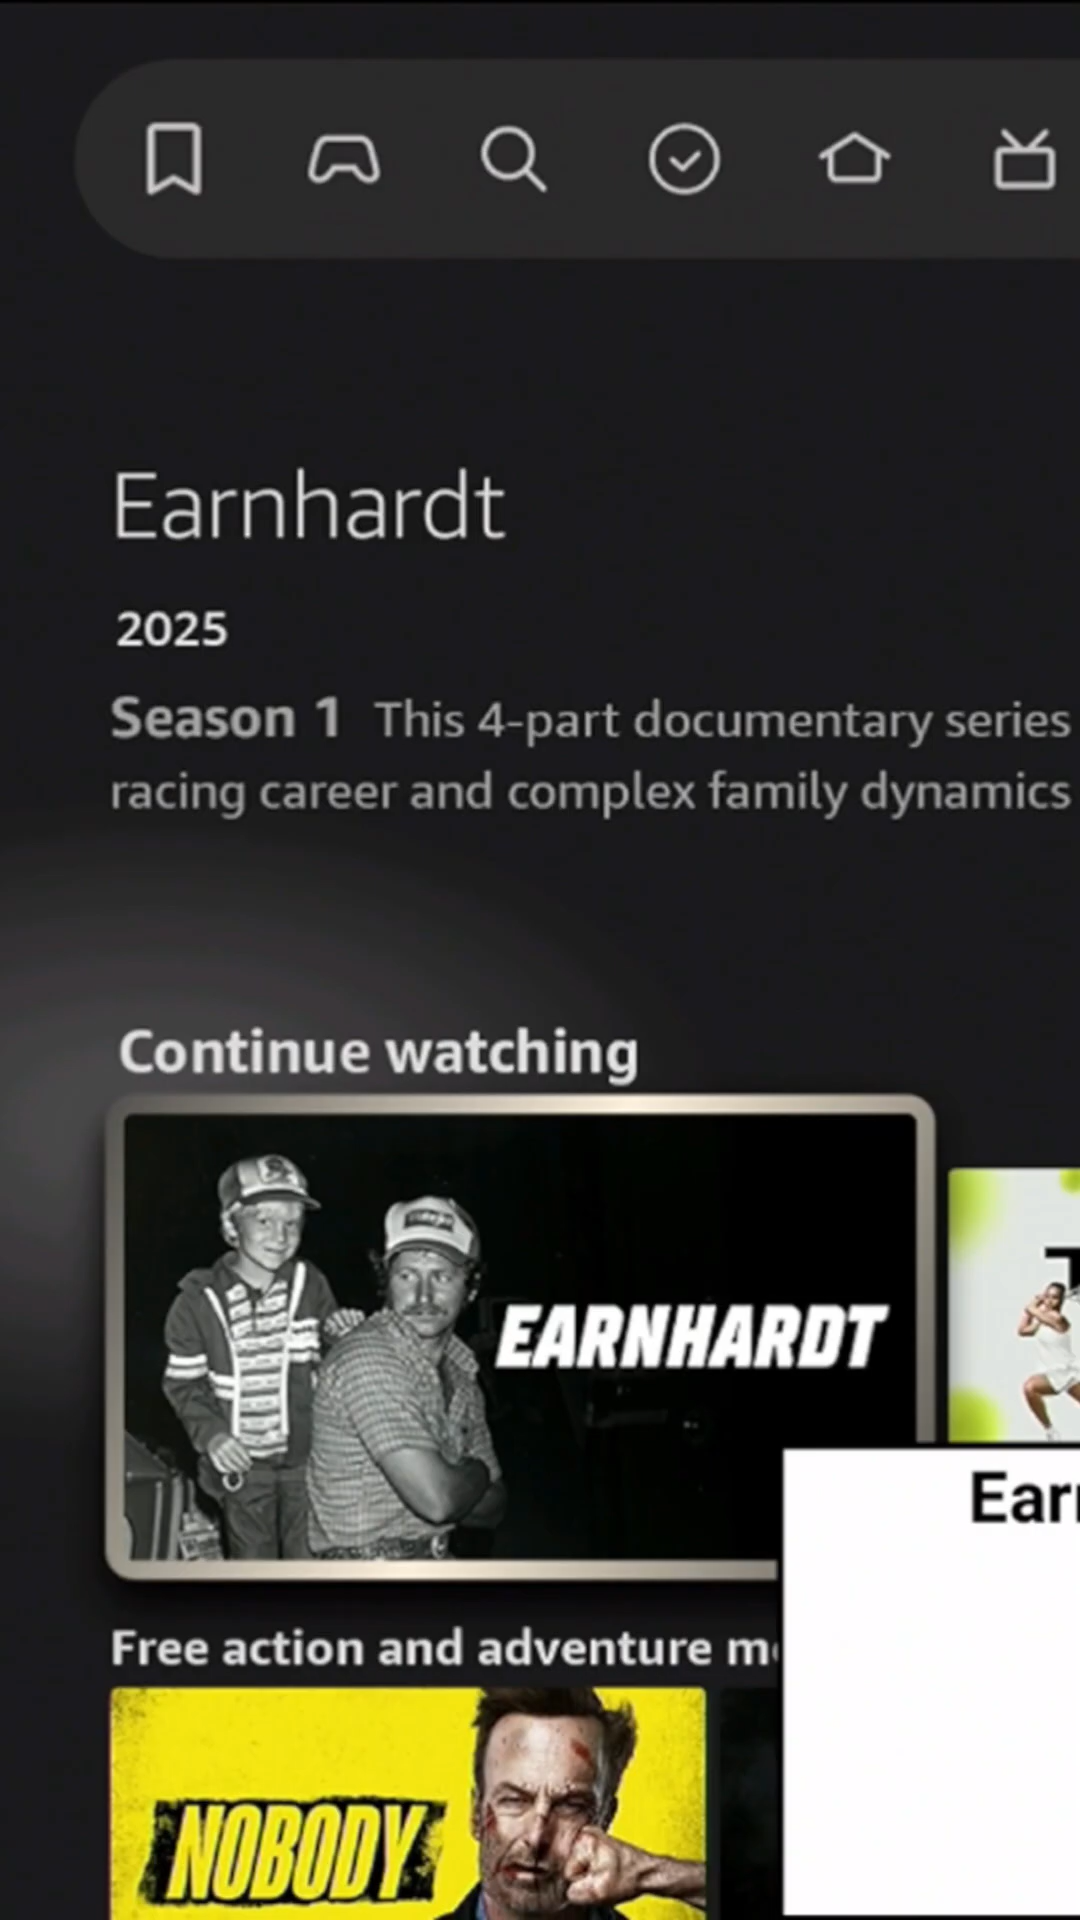 Earnhardt
2025
Season 1 This 4-part documentary series
racing career and complex family dynamics
Continue watching
EARNHARDT
Free action and adventure
NOBODY